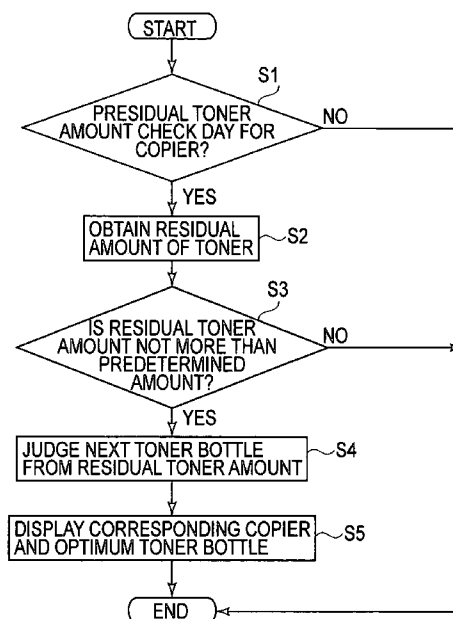 START
S1
PRESIDUAL TONER
AMOUNT CHECK DAY FOR
COPIER?
NO
YES
OBTAIN RESIDUAL
AMOUNT OF TONER
S2
S3
IS RESIDUAL TONER
AMOUNT NOT MORE THAN
PREDETERMINED
AMOUNT?
NO
YES
JUDGE NEXT TONER BOTTLE
FROM RESIDUAL TONER AMOUNT
S4
DISPLAY CORRESPONDING COPIER
AND OPTIMUM TONER BOTTLE
S5
END